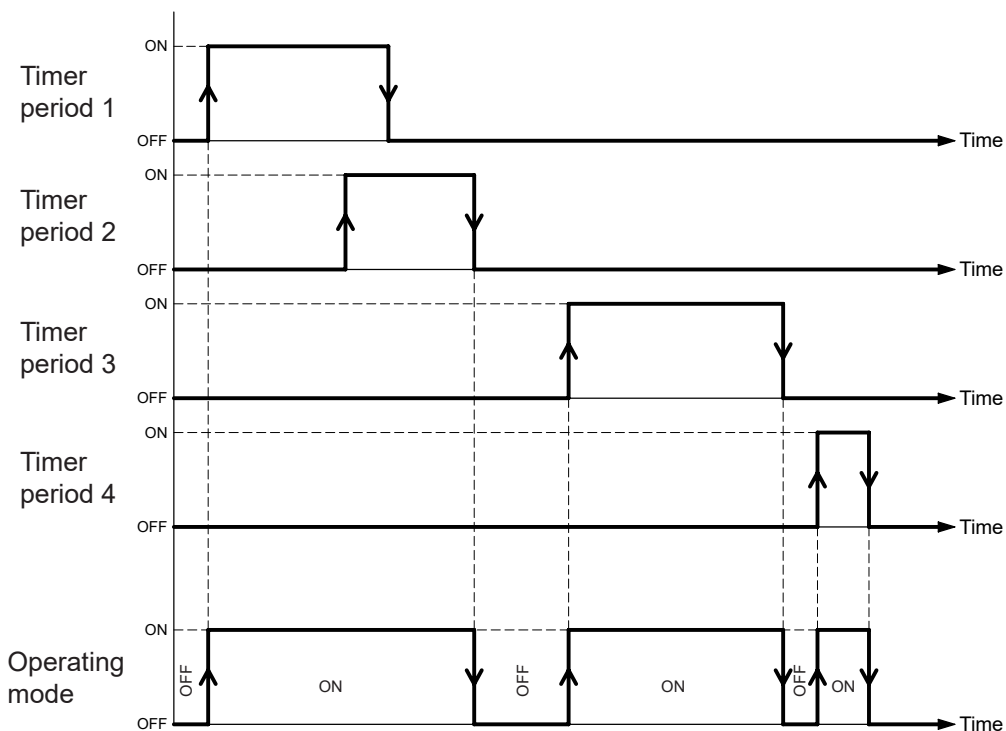 ON
Timer
period 1
OFF
Time
ON
Timer
period 2
OFF
Time
ON
Timer
period 3
OFF
Time
ON
Timer
period 4
OFF
Time
ON
Operating
mode
OFF
ON
OFF
ON
OFF
ON
OFF
Time